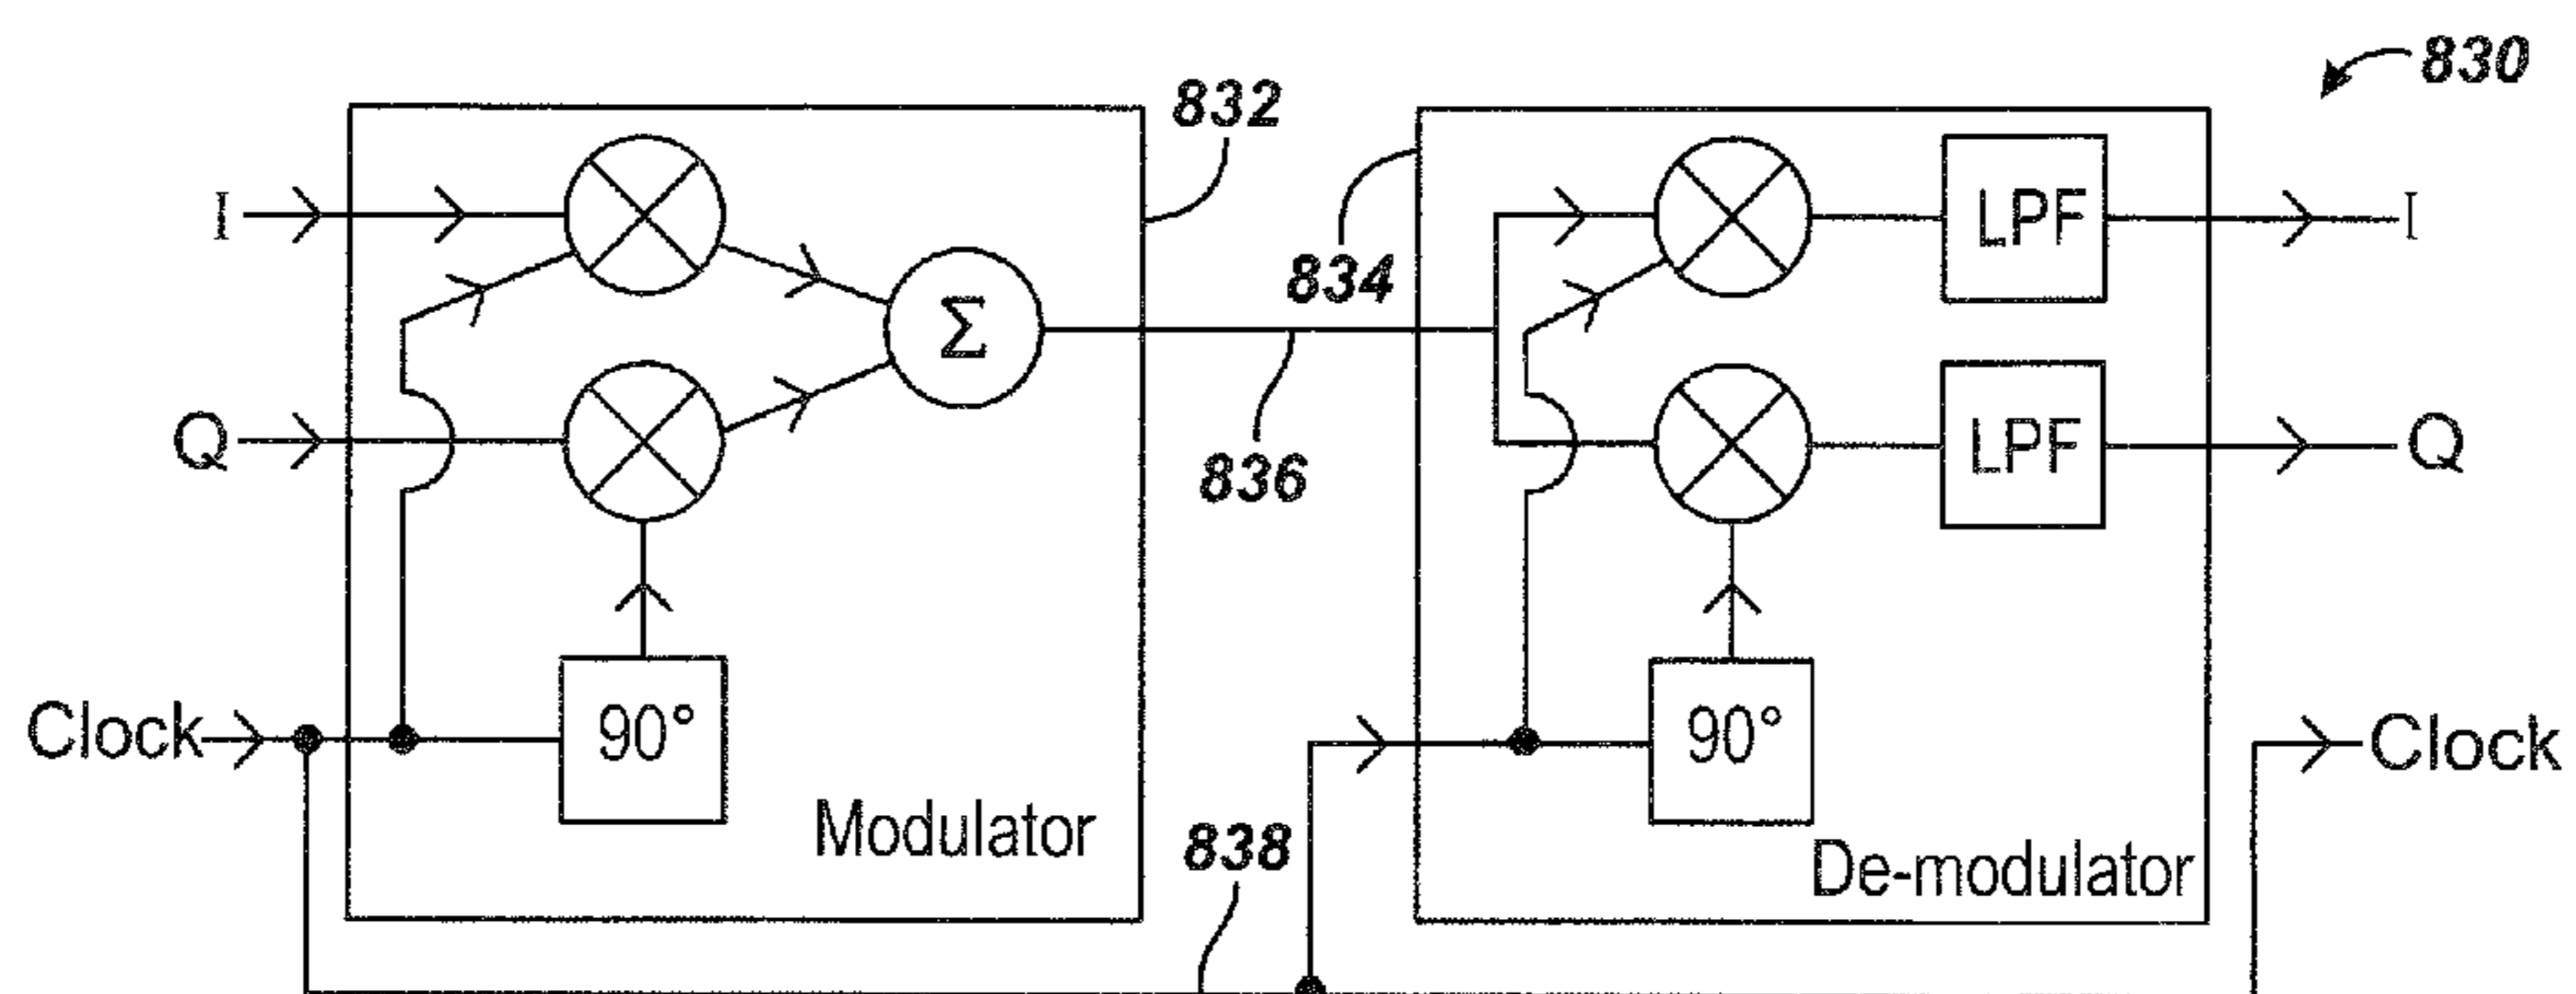 830
832
I
LPF
I
Σ
834
Q
LPF
Q
836
Clock
90°
90°
Clock
Modulator
838
De-modulator